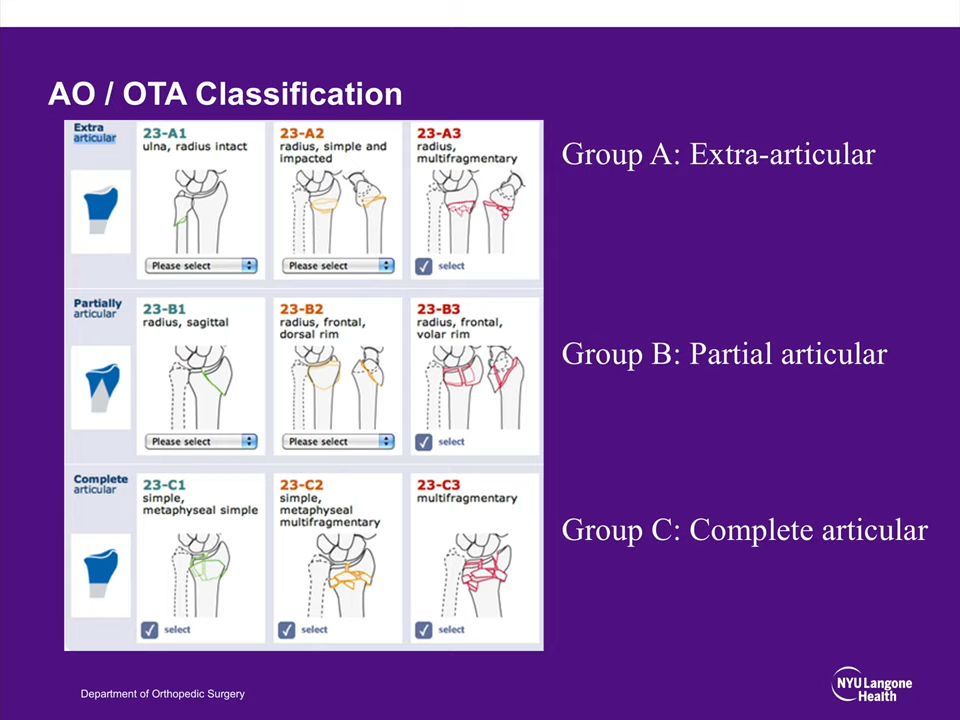 AO / OTA Classification
Extra
articular
23-A1
ulna, radius intact
Please select
23-A2
radius, simple and
impacted
Please select
23-A3
radius,
multifragmentary
select
Group A: Extra-articular
Partially
articular
23-B1
radius, sagittal
Please select
23-B2
radius, frontal,
dorsal rim
Please select
23-B3
radius, frontal,
volar rim
select
Group B: Partial articular
Complete
articular
23-C1
simple,
metaphyseal simple
select
23-C2
simple,
metaphyseal
multifragmentary
select
23-C3
multifragmentary
select
Group C: Complete articular
Department of Orthopedic Surgery
NYU Langone
Health